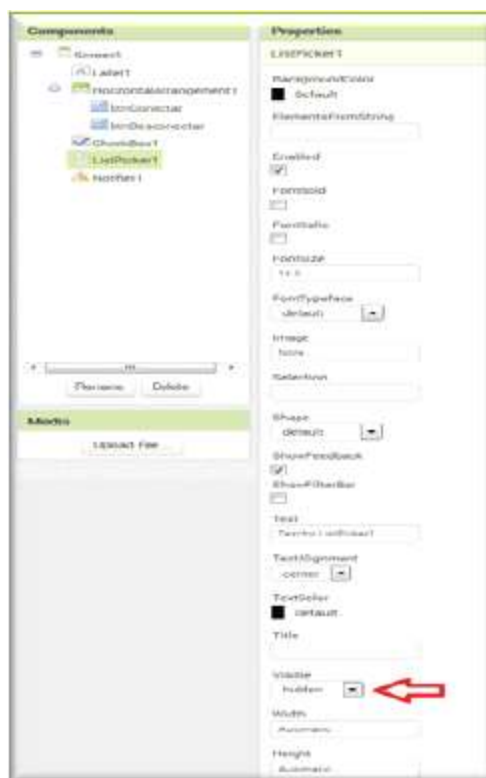 Components
Screen1
Label1
HorizontalArrangement1
btnConectar
btnDesconectar
CheckBox1
ListPicker1
Notifier1
Rename
Delete
Media
Upload File ...
Properties
ListPicker1
BackgroundColor
Default
ElementsFromString
Enabled
FontBold
FontItalic
FontSize
14.0
FontTypeface
default
Image
None
Selection
Shape
default
ShowFeedback
ShowFilterBar
Text
Texto ListPicker1
TextAlignment
center
TextColor
Default
Title
Visible
hidden
Width
Automatic
Height
Automatic